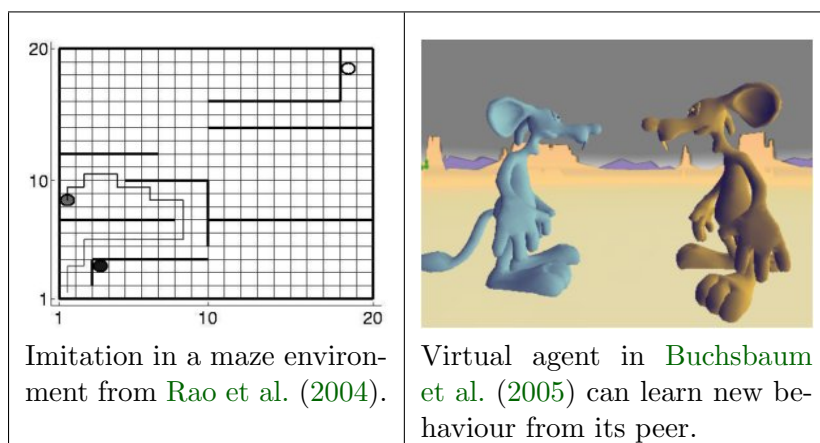 20
10
1
1
10
20
Imitation in a maze environ-
ment from Rao et al. (2004).
Virtual agent in Buchsbaum
et al. (2005) can learn new be-
haviour from its peer.